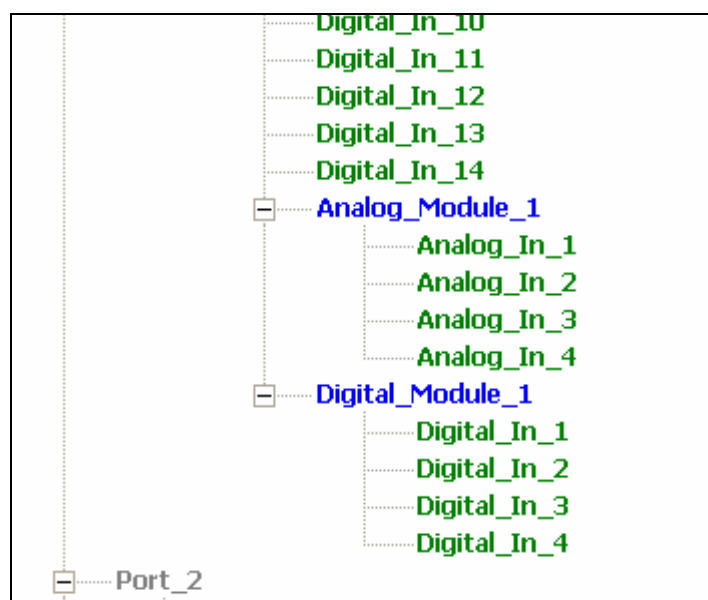 Digital_In_10
Digital_In_11
Digital_In_12
Digital_In_13
Digital_In_14
Analog_Module_1
Analog_In_1
Analog_In_2
Analog_In_3
Analog_In_4
Digital_Module_1
Digital_In_1
Digital_In_2
Digital_In_3
Digital_In_4
Port_2